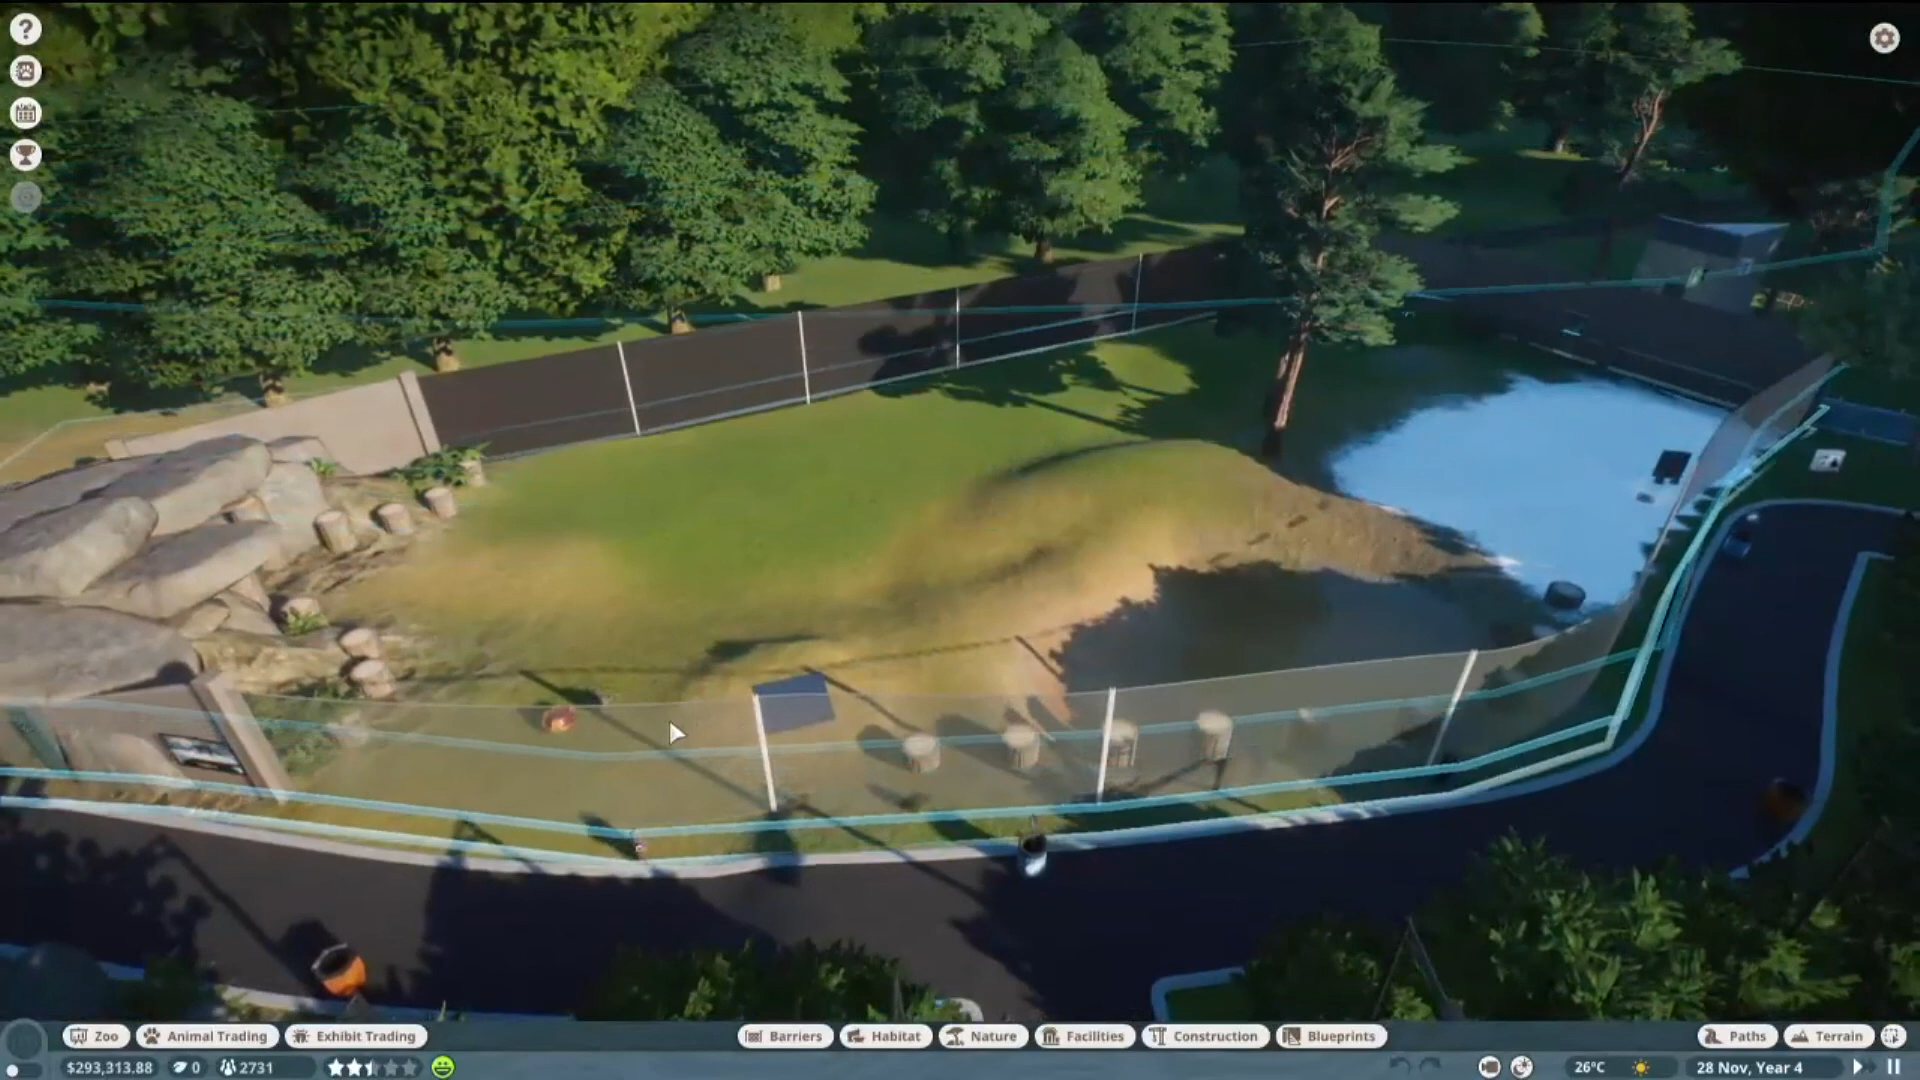 ?
Zoo Animal Trading Exhibit Trading Barriers Habitat Nature Facilities Construction Blueprints Paths Terrain
$293,313.88 0 2731 26°C 28 Nov, Year 4